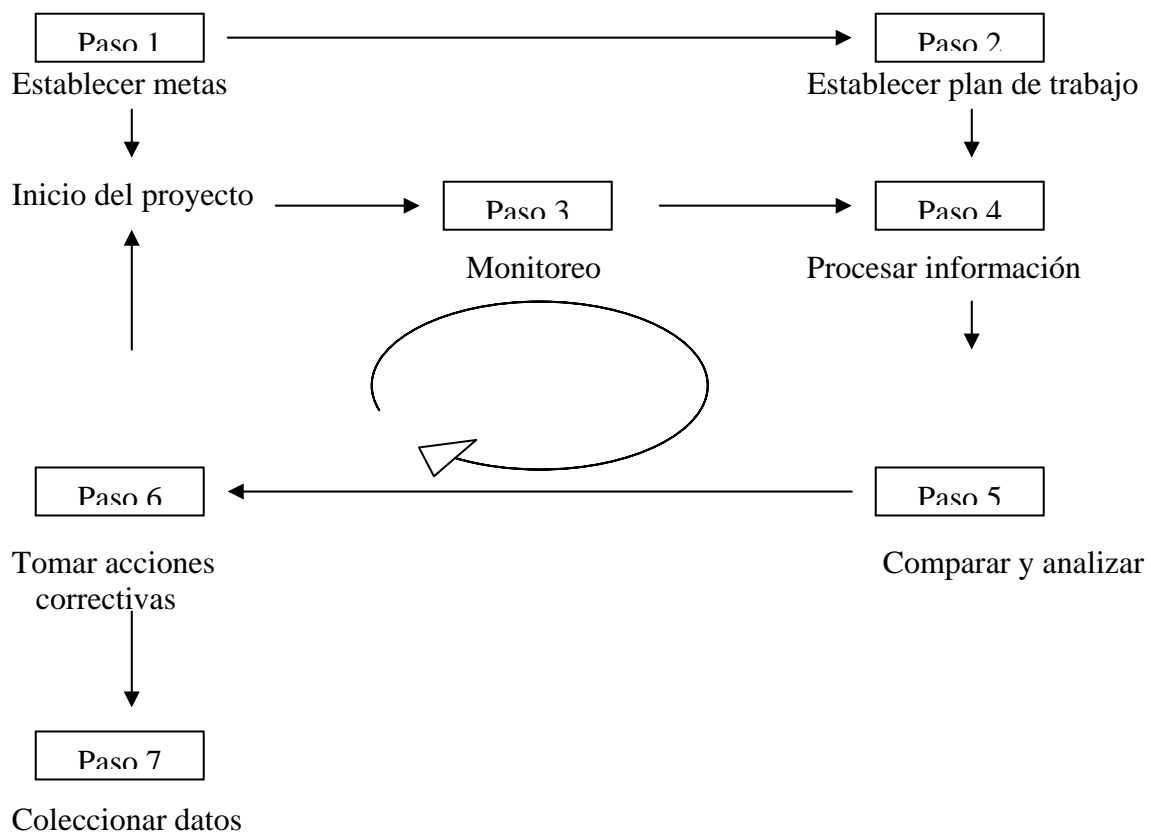 Paso 1
Paso 2
Establecer metas
Establecer plan de trabajo
Inicio del proyecto
Paso 3
Paso 4
Monitoreo
Procesar información
Paso 6
Paso 5
Tomar acciones
correctivas
Comparar y analizar
Paso 7
Coleccionar datos